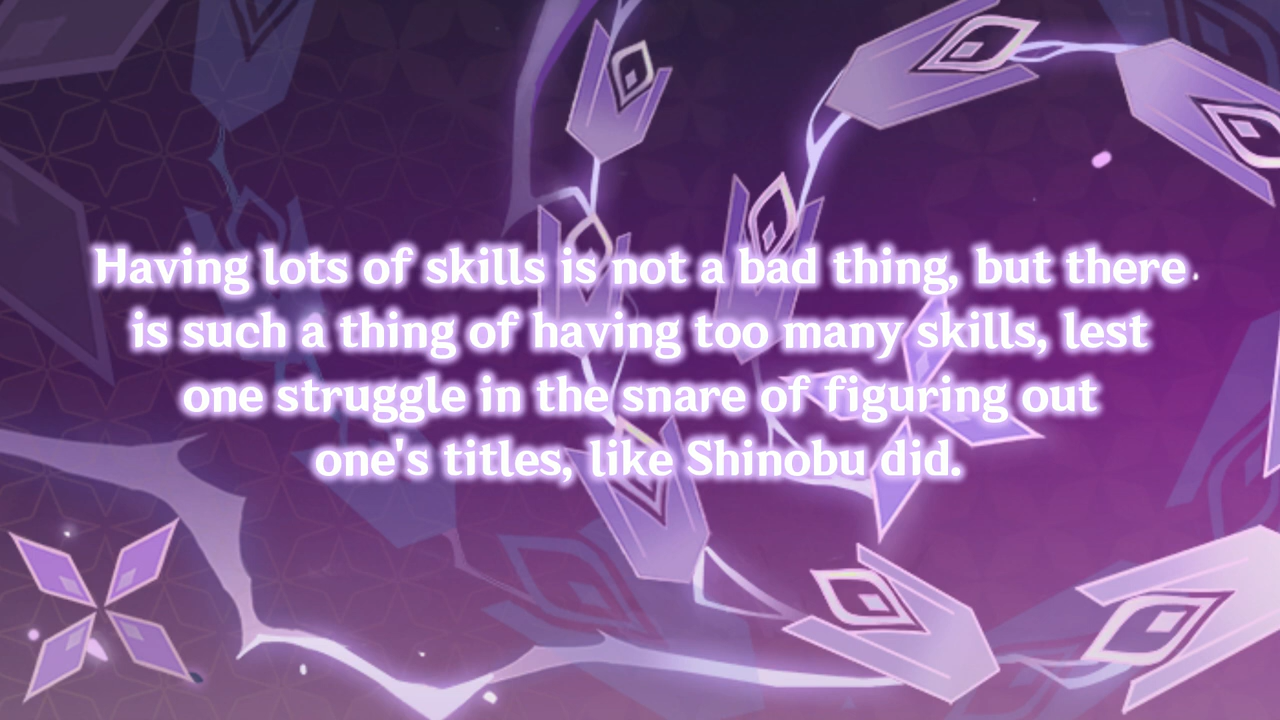 Having lots of skills is not a bad thing, but there
is such a thing of having too many skills, lest
one struggle in the snare of figuring out
one's titles, like Shinobu did.